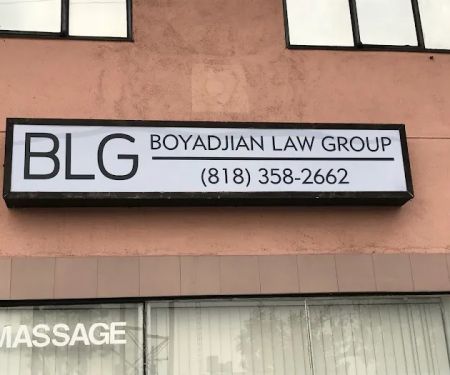 BLG
BOYADJIAN LAW GROUP
(818) 358-2662
MASSAGE